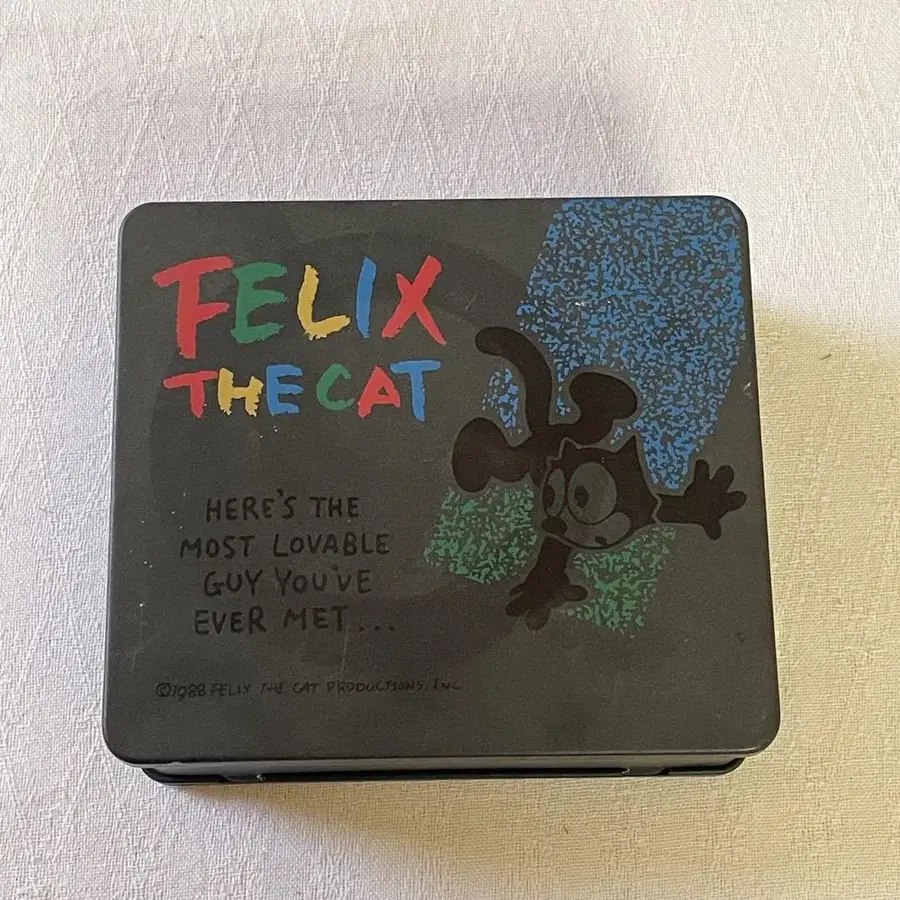 FELIX
THE CAT
HERE'S THE
MOST LOVABLE
GUY YOU'VE
EVER MET...
©1988 FELIX THE CAT PRODUCTIONS, INC.